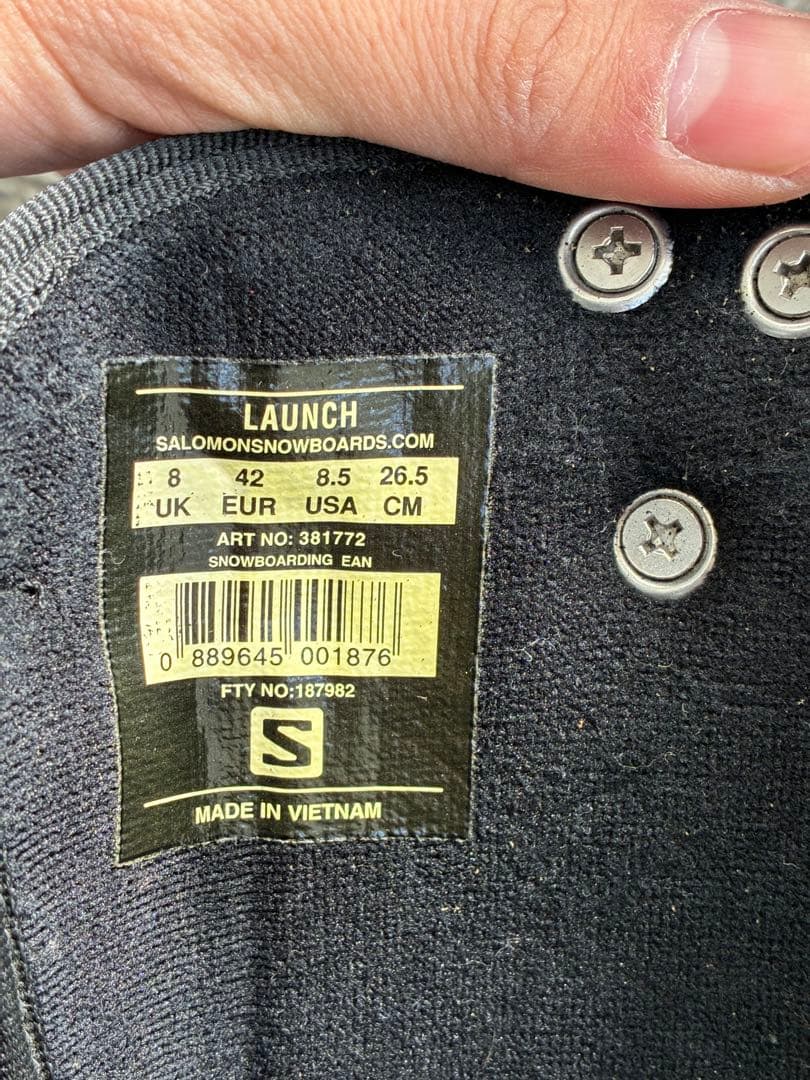 LAUNCH
SALOMONSNOWBOARDS.COM
8 42 8.5 26.5
UK EUR USA CM
ART NO: 381772
SNOWBOARDING EAN
0 889645 001876
FTY NO:187982
S
MADE IN VIETNAM